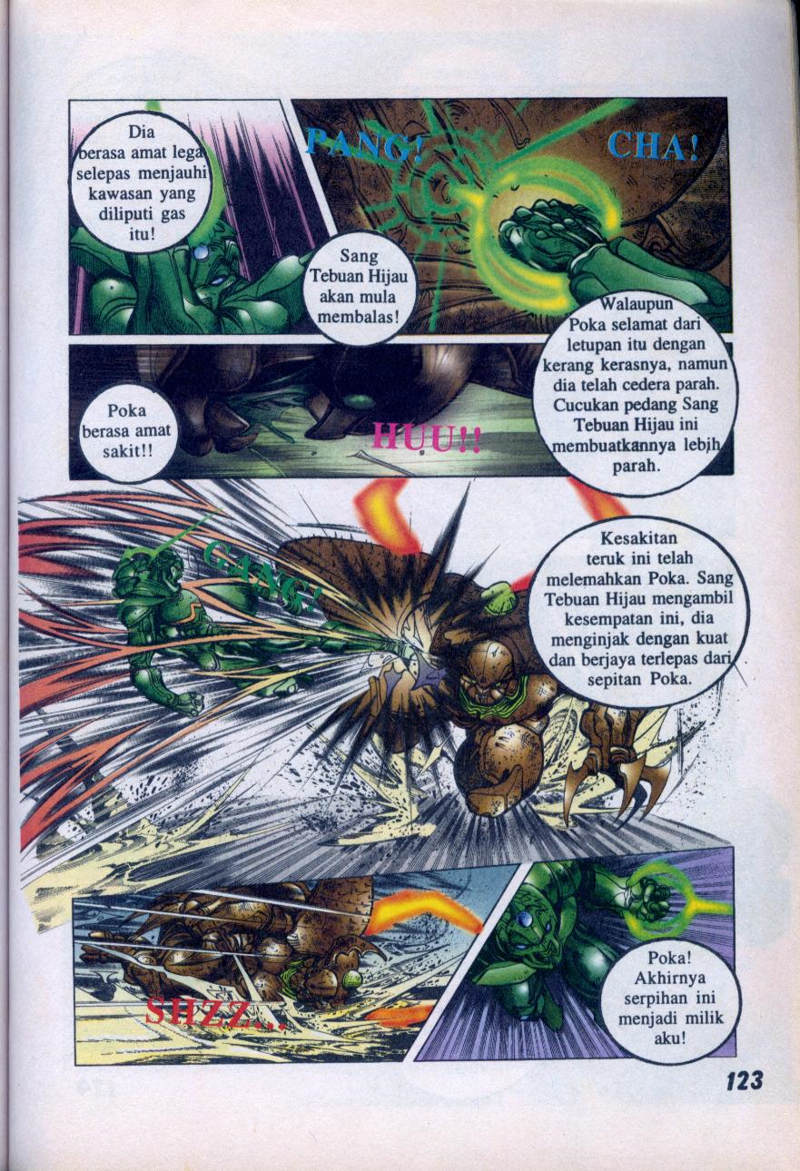 Dia
berasa amat lega
selepas menjauhi
kawasan yang
diliputi gas
itu!
PANG!
CHA!
Sang
Tebuan Hijau
akan mula
membalas!
Walaupun
Poka selamat dari
letupan itu dengan
kerang kerasnya, namun
dia telah cedera parah.
Cucukan pedang Sang
Tebuan Hijau ini
membuatkannya lebih
parah.
Poka
berasa amat
sakit!!
HUU!!
GANG!
Kesakitan
teruk ini telah
melemahkan Poka. Sang
Tebuan Hijau mengambil
kesempatan ini, dia
menginjak dengan kuat
dan berjaya terlepas dari
sepitan Poka.
SHZZ...
Poka!
Akhirnya
serpihan ini
menjadi milik
aku!
123